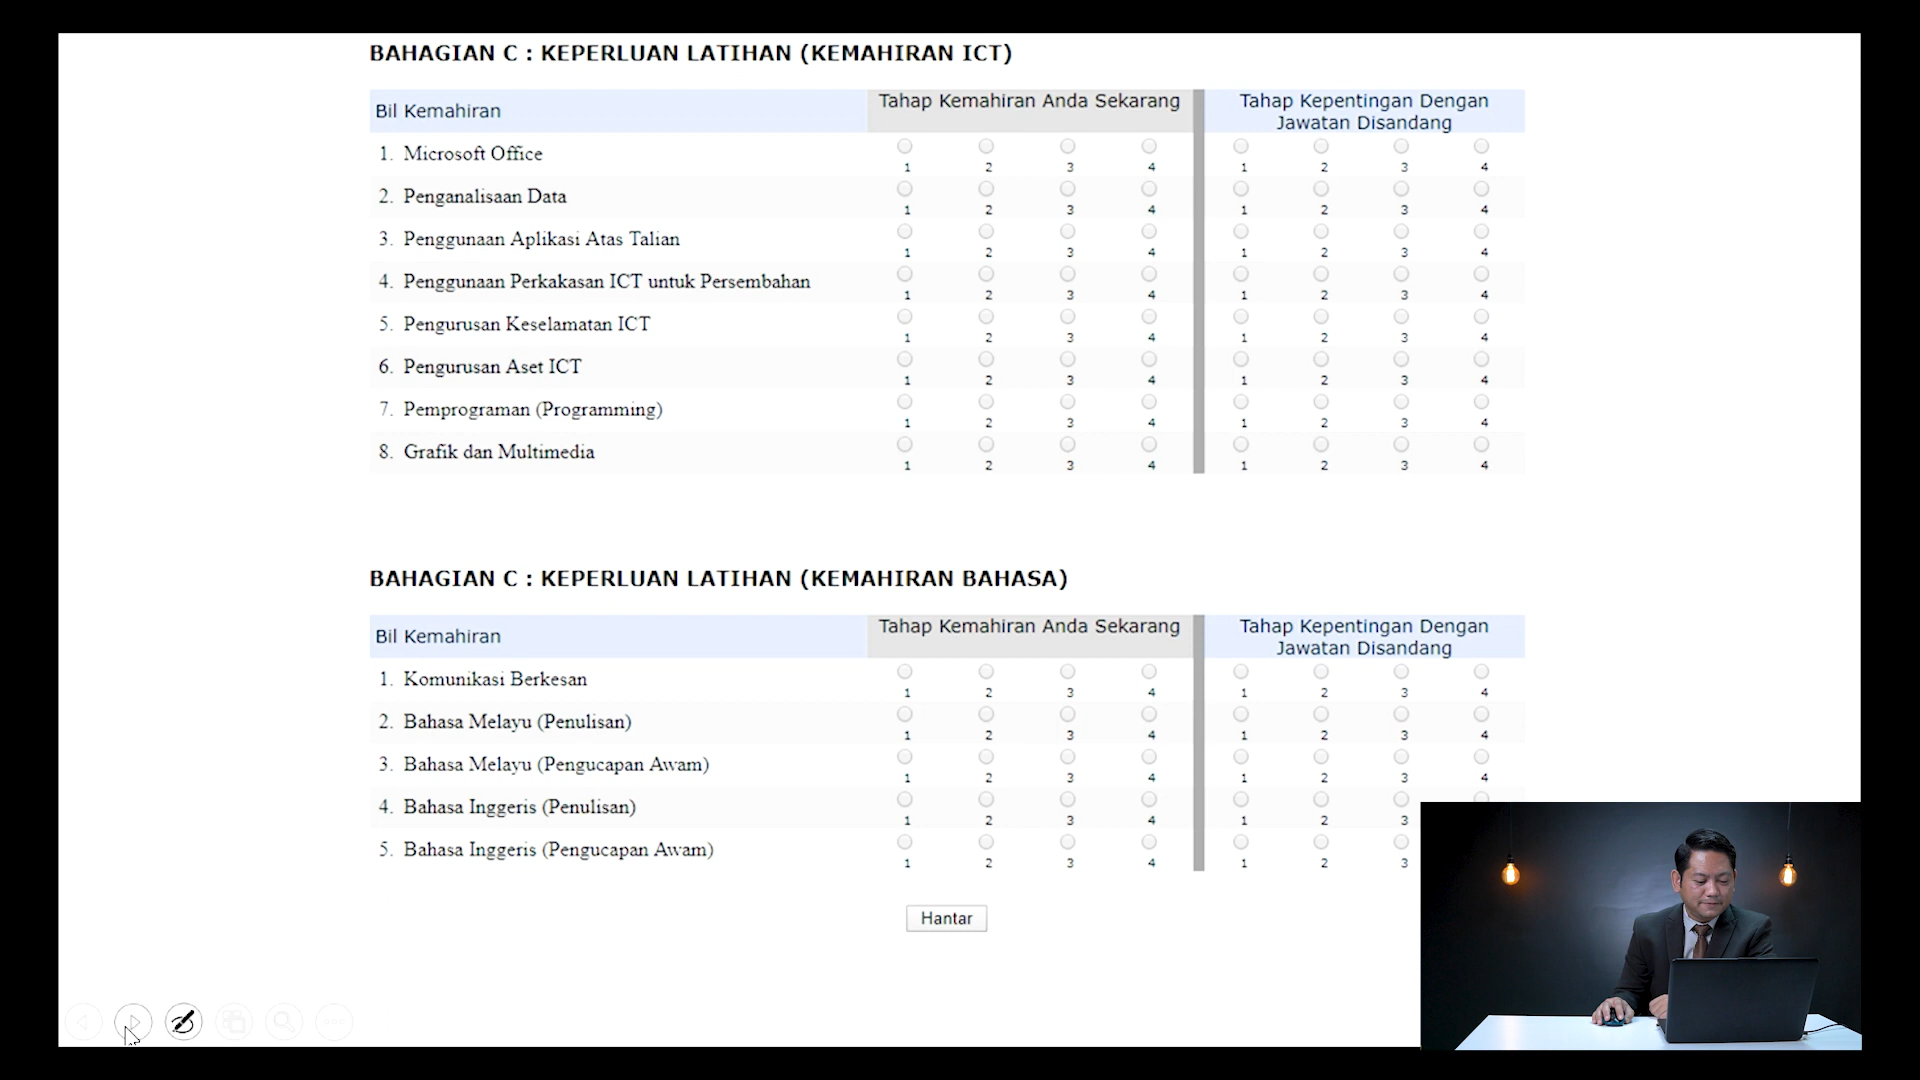 BAHAGIAN C : KEPERLUAN LATIHAN (KEMAHIRAN ICT)
Bil Kemahiran Tahap Kemahiran Anda Sekarang Tahap Kepentingan Dengan Jawatan Disandang
1. Microsoft Office 1 2 3 4 1 2 3 4
2. Penganalisaan Data 1 2 3 4 1 2 3 4
3. Penggunaan Aplikasi Atas Talian 1 2 3 4 1 2 3 4
4. Penggunaan Perkakasan ICT untuk Persembahan 1 2 3 4 1 2 3 4
5. Pengurusan Keselamatan ICT 1 2 3 4 1 2 3 4
6. Pengurusan Aset ICT 1 2 3 4 1 2 3 4
7. Pemprograman (Programming) 1 2 3 4 1 2 3 4
8. Grafik dan Multimedia 1 2 3 4 1 2 3 4
BAHAGIAN C : KEPERLUAN LATIHAN (KEMAHIRAN BAHASA)
Bil Kemahiran Tahap Kemahiran Anda Sekarang Tahap Kepentingan Dengan Jawatan Disandang
1. Komunikasi Berkesan 1 2 3 4 1 2 3 4
2. Bahasa Melayu (Penulisan) 1 2 3 4 1 2 3 4
3. Bahasa Melayu (Pengucapan Awam) 1 2 3 4 1 2 3 4
4. Bahasa Inggeris (Penulisan) 1 2 3 4 1 2 3
5. Bahasa Inggeris (Pengucapan Awam) 1 2 3 4 1 2 3
Hantar